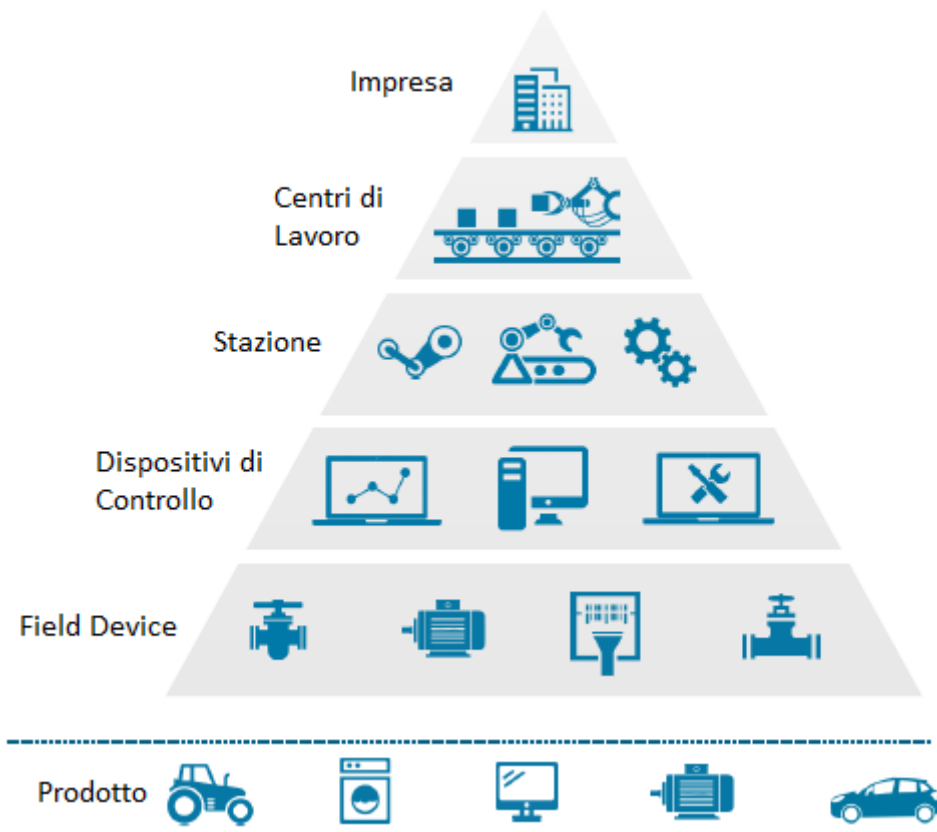 Impresa
Centri di
Lavoro
Stazione
Dispositivi di
Controllo
Field Device
Prodotto